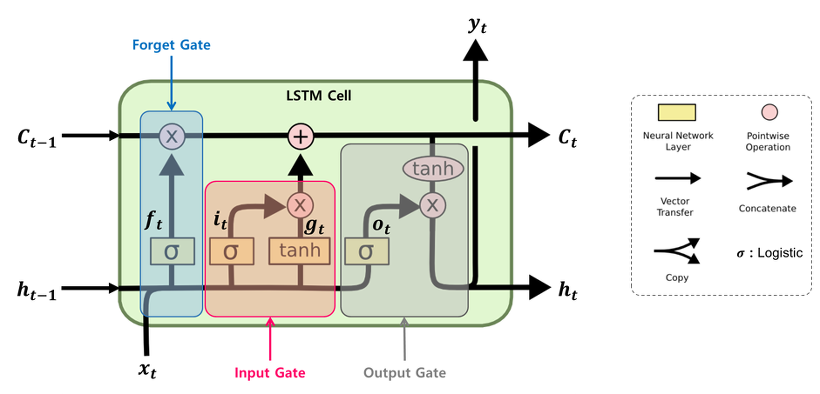 y_t
Forget Gate
LSTM Cell
C_{t-1}
x
+
C_t
tanh
f_t
i_t
x
g_t
o_t
x
σ
σ
tanh
σ
h_{t-1}
h_t
x_t
Input Gate
Output Gate
Neural Network
Layer
Pointwise
Operation
Vector
Transfer
Concatenate
Copy
σ : Logistic